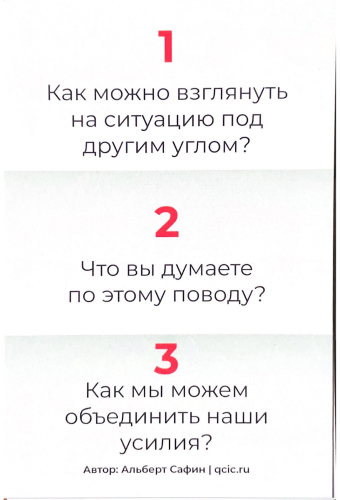 1
Как можно взглянуть
на ситуацию под
другим углом?
2
Что вы думаете
по этому поводу?
3
Как мы можем
объединить наши
усилия?
Автор: Альберт Сафин | qcic.ru